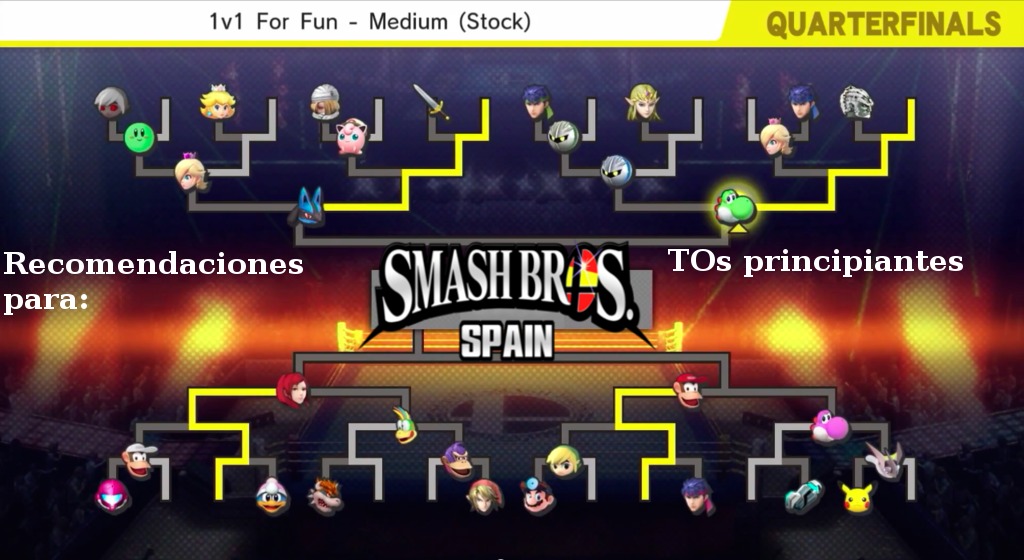 1v1 For Fun - Medium (Stock)
QUARTERFINALS
Recomendaciones
para:
TOs principiantes
SMASH BROS.
SPAIN